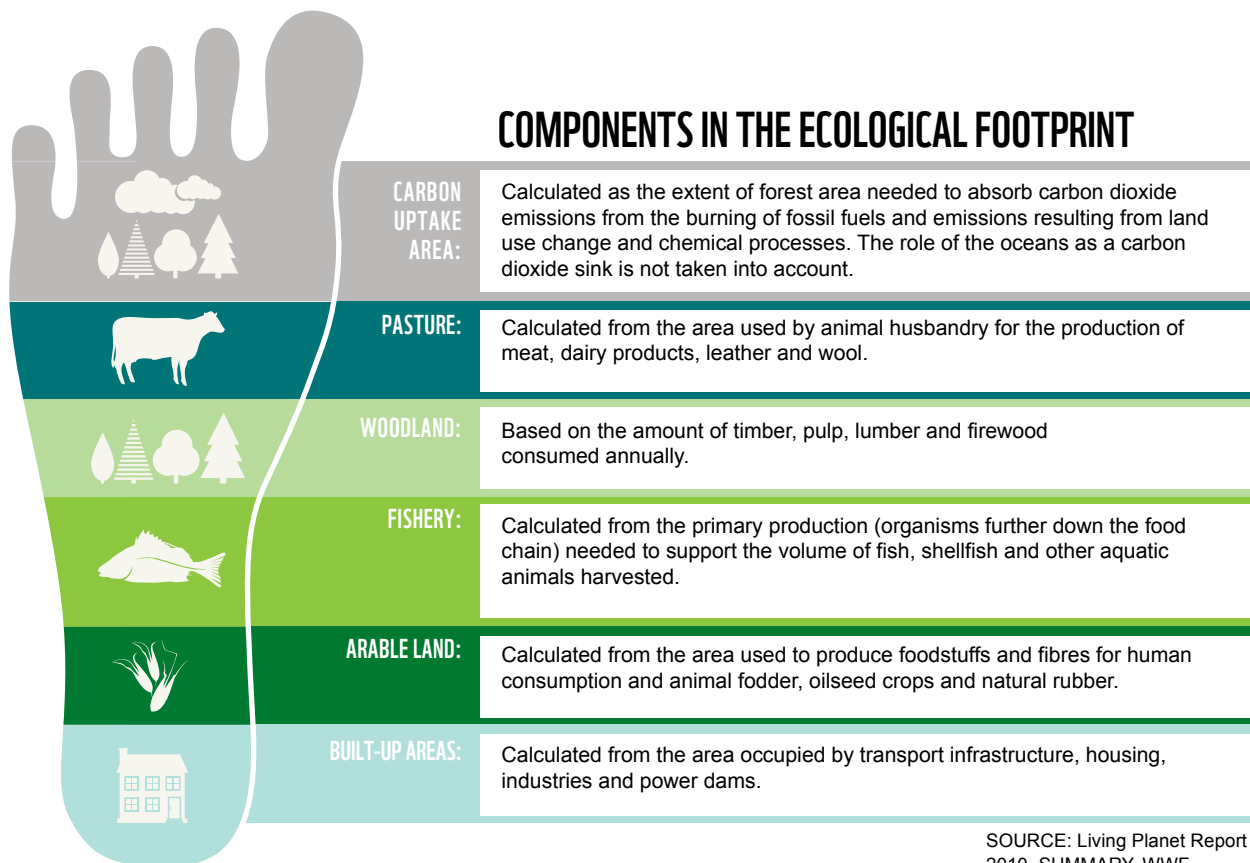 COMPONENTS IN THE ECOLOGICAL FOOTPRINT
CARBON
UPTAKE
AREA:
Calculated as the extent of forest area needed to absorb carbon dioxide
emissions from the burning of fossil fuels and emissions resulting from land
use change and chemical processes. The role of the oceans as a carbon
dioxide sink is not taken into account.
PASTURE:
Calculated from the area used by animal husbandry for the production of
meat, dairy products, leather and wool.
WOODLAND:
Based on the amount of timber, pulp, lumber and firewood
consumed annually.
FISHERY:
Calculated from the primary production (organisms further down the food
chain) needed to support the volume of fish, shellfish and other aquatic
animals harvested.
ARABLE LAND:
Calculated from the area used to produce foodstuffs and fibres for human
consumption and animal fodder, oilseed crops and natural rubber.
BUILT-UP AREAS:
Calculated from the area occupied by transport infrastructure, housing,
industries and power dams.
SOURCE: Living Planet Report
2010, SUMMARY, WWF